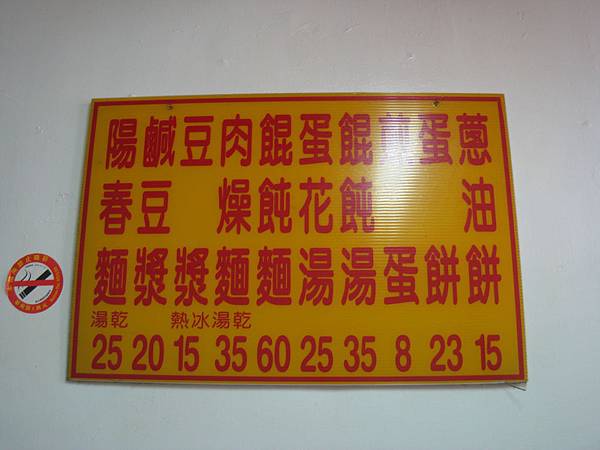 蔥油餅 15
蛋餅 23
煎蛋 8
餛飩湯 35
蛋花湯 25
餛飩麵 60
肉燥麵 湯乾 35
豆漿 熱冰 15
鹹豆漿 20
陽春麵 湯乾 25